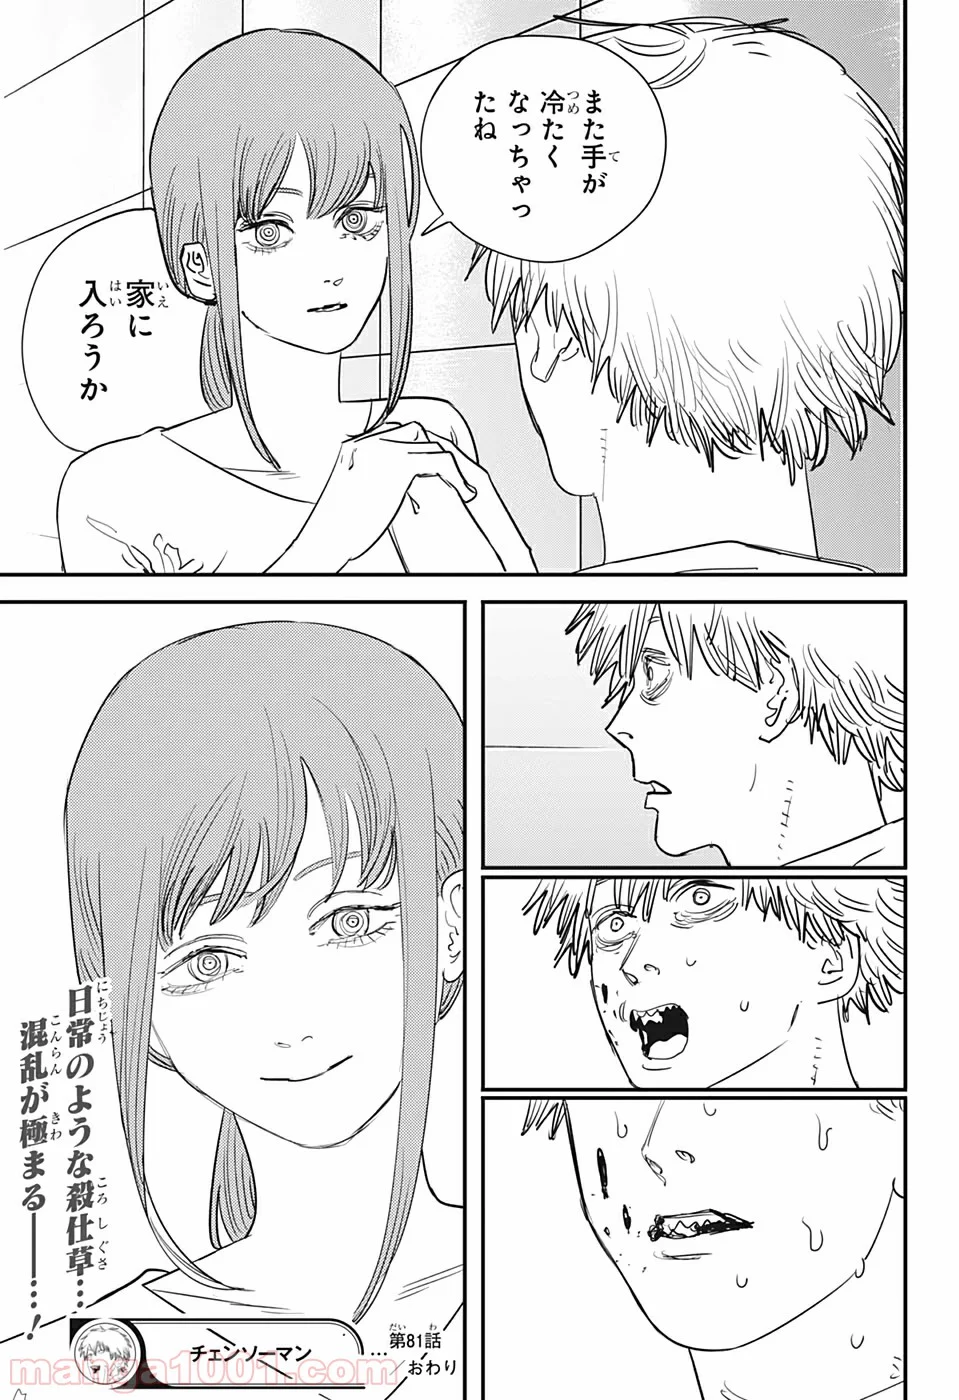 また手が
冷たく
なっちゃっ
たね
家に
入ろうか
日常のような殺仕草…
混乱が極まる――…！
チェンソーマン
…第81話
／おわり
manga1001.com